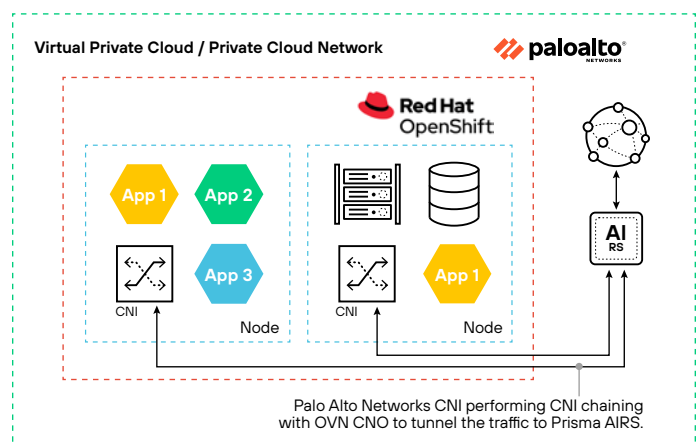 Virtual Private Cloud / Private Cloud Network
paloalto®
NETWORKS
Red Hat
OpenShift
App 1
App 2
CNI
App 3
Node
CNI
App 1
Node
AI
RS
Palo Alto Networks CNI performing CNI chaining
with OVN CNO to tunnel the traffic to Prisma AIRS.